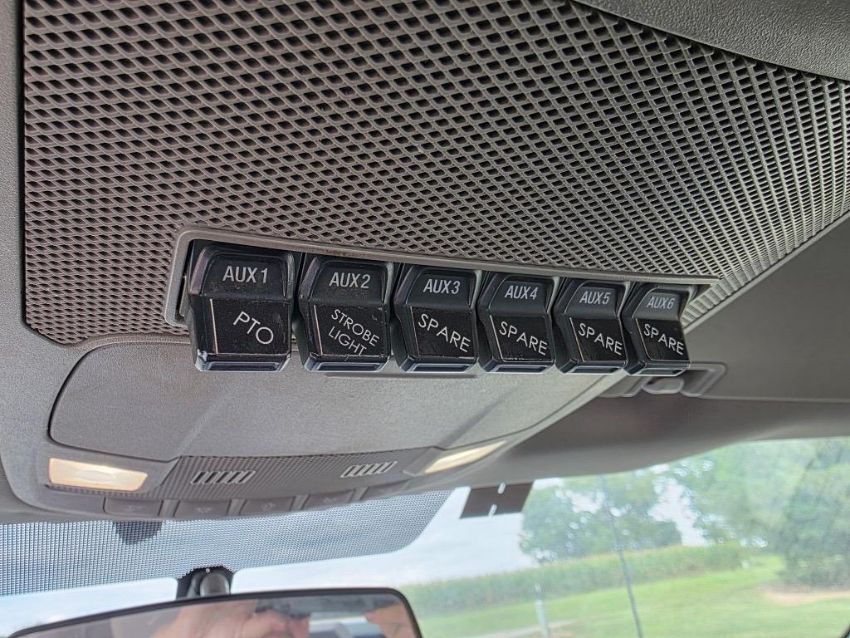 AUX1
PTO
AUX2
STROBE
LIGHT
AUX3
SPARE
AUX4
SPARE
AUX5
SPARE
AUX6
SPARE